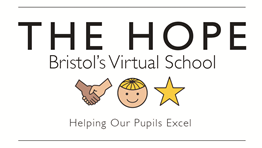 THE HOPE
Bristol's Virtual School
Helping Our Pupils Excel